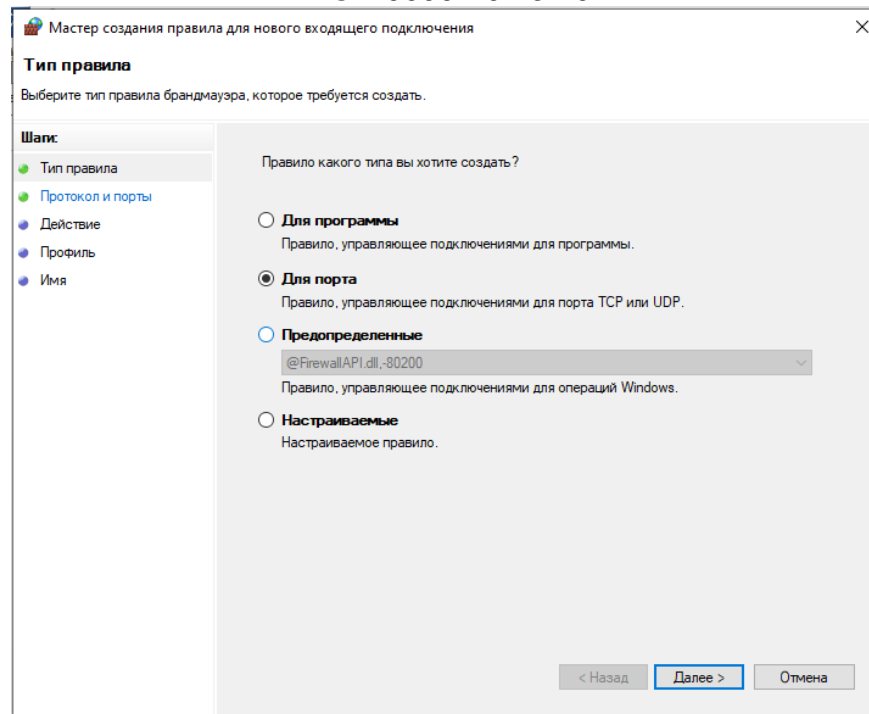 Мастер создания правила для нового входящего подключения
Тип правила
Выберите тип правила брандмауэра, которое требуется создать.
Шаги:
Тип правила
Протокол и порты
Действие
Профиль
Имя
Правило какого типа вы хотите создать?
Для программы
Правило, управляющее подключениями для программы.
Для порта
Правило, управляющее подключениями для порта TCP или UDP.
Предопределенные
@FirewallAPI.dll,-80200
Правило, управляющее подключениями для операций Windows.
Настраиваемые
Настраиваемое правило.
< Назад
Далее >
Отмена